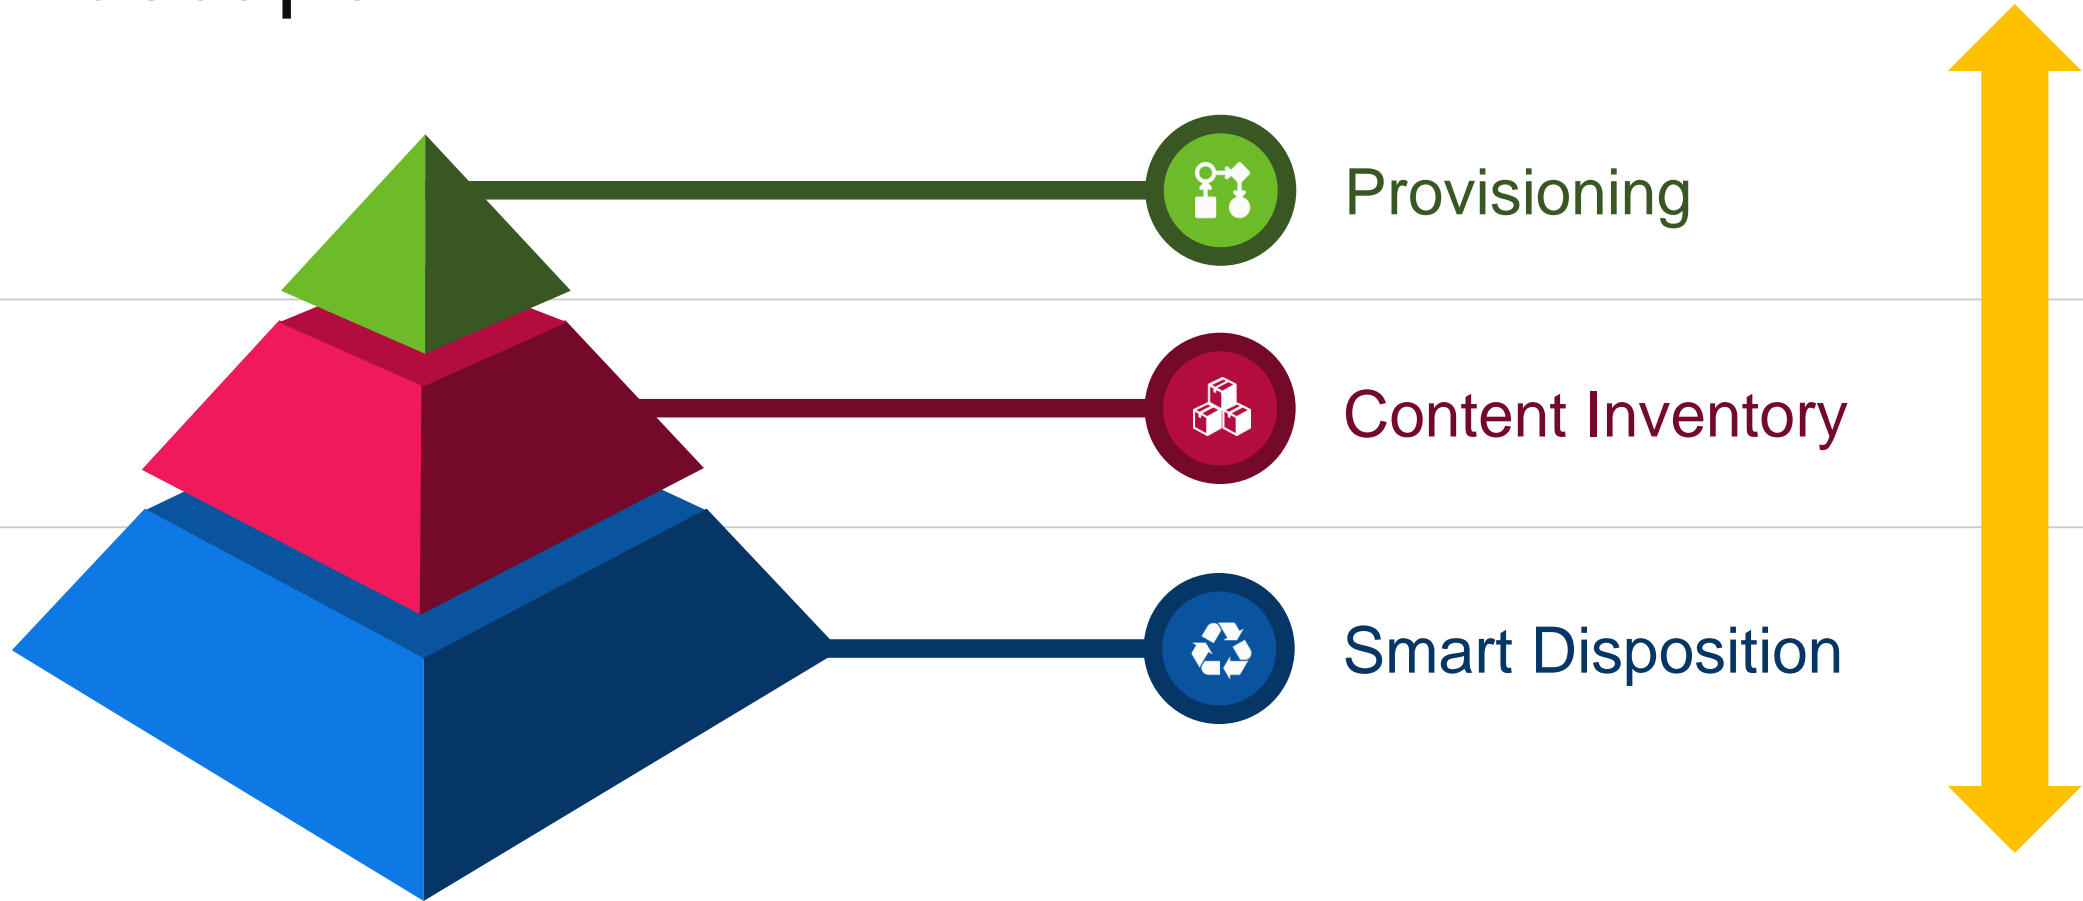 Provisioning
Content Inventory
Smart Disposition